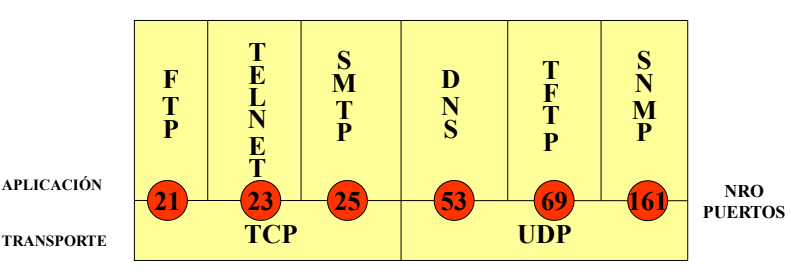 FTP
TELNET
SMTP
DNS
TFTP
SNMP
APLICACIÓN
21
23
25
53
69
161
NRO
PUERTOS
TRANSPORTE
TCP
UDP